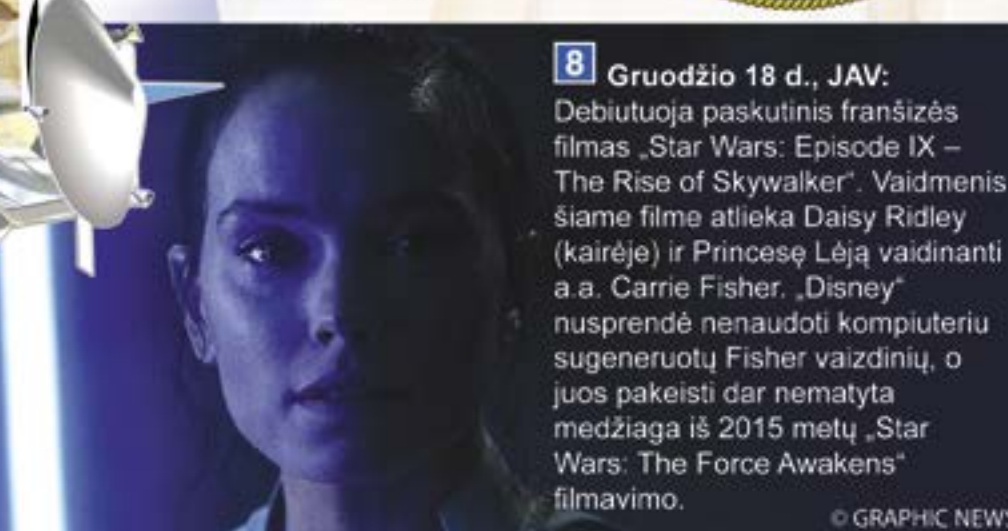 8 Gruodžio 18 d., JAV:
Debiutuoja paskutinis franšizės
filmas „Star Wars: Episode IX –
The Rise of Skywalker“. Vaidmenis
šiame filme atlieka Daisy Ridley
(kairėje) ir Princesę Lėją vaidinanti
a.a. Carrie Fisher. „Disney“
nusprendė nenaudoti kompiuteriu
sugeneruotų Fisher vaizdinių, o
juos pakeisti dar nematyta
medžiaga iš 2015 metų „Star
Wars: The Force Awakens“
filmavimo.
© GRAPHIC NEWS